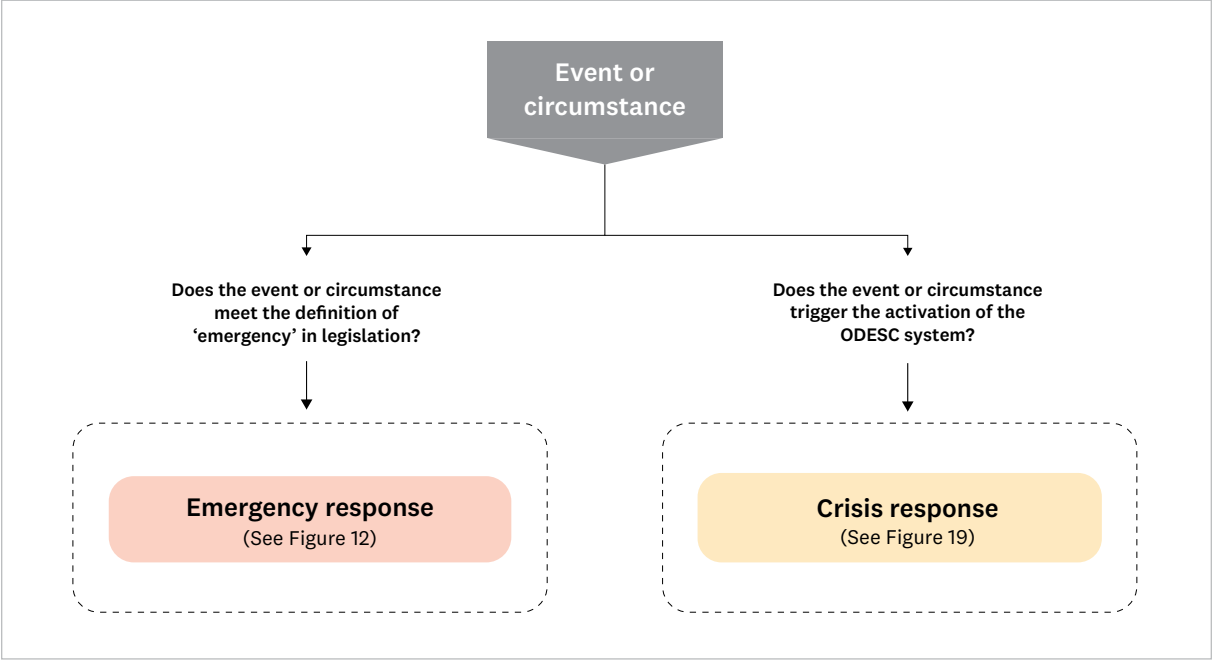 Event or
circumstance
Does the event or circumstance
meet the definition of
‘emergency’ in legislation?
Does the event or circumstance
trigger the activation of the
ODESC system?
Emergency response
(See Figure 12)
Crisis response
(See Figure 19)